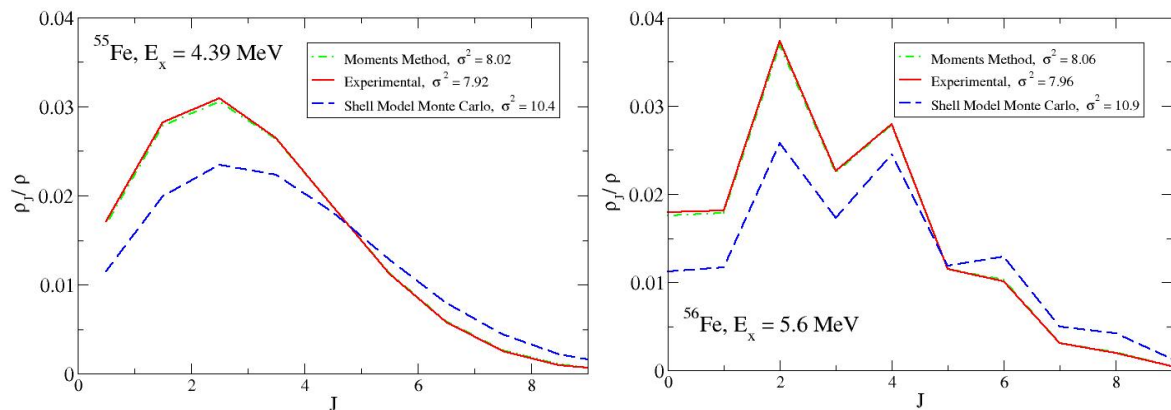 0.04
0.03
0.02
0.01
0
ρJ/ ρ
55Fe, Ex = 4.39 MeV
Moments Method, σ2 = 8.02
Experimental, σ2 = 7.92
Shell Model Monte Carlo, σ2 = 10.4
0 2 4 6 8
J
0.04
0.03
0.02
0.01
0
ρJ/ ρ
Moments Method, σ2 = 8.06
Experimental, σ2 = 7.96
Shell Model Monte Carlo, σ2 = 10.9
56Fe, Ex = 5.6 MeV
0 2 4 6 8
J